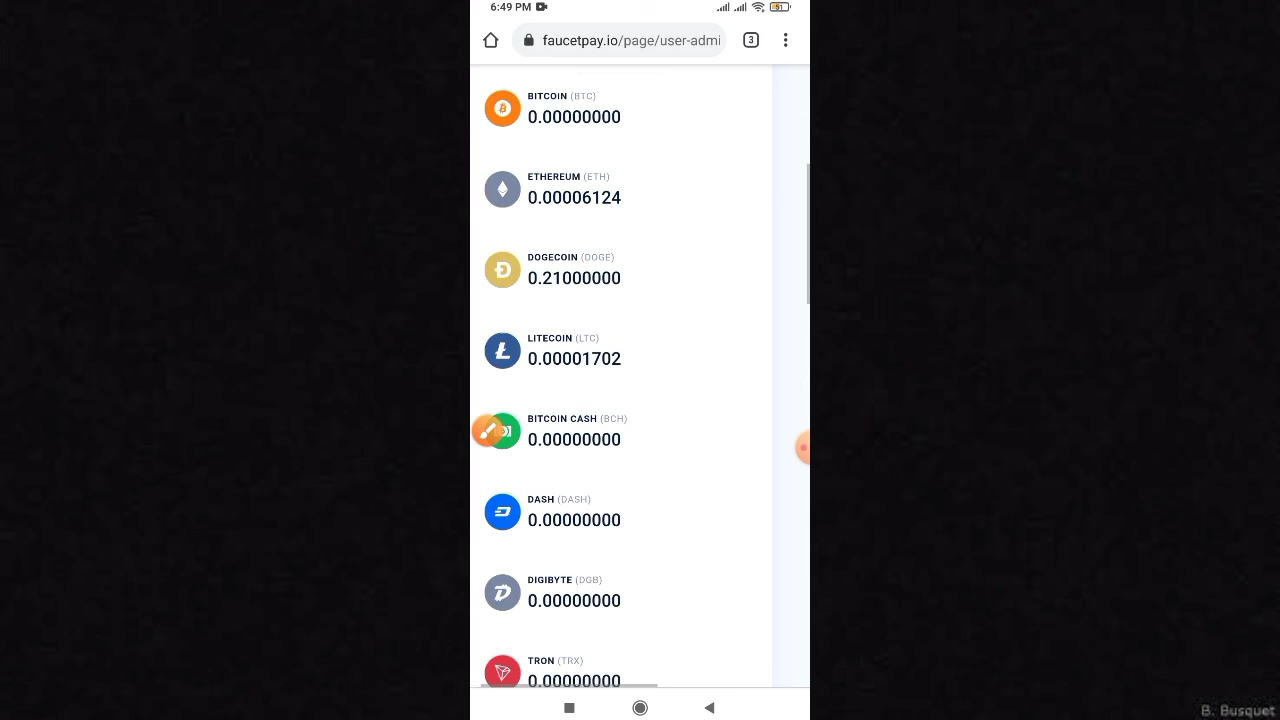 6:49 PM
51
faucetpay.io/page/user-admi
3
BITCOIN (BTC)
0.00000000
ETHEREUM (ETH)
0.00006124
DOGECOIN (DOGE)
0.21000000
LITECOIN (LTC)
0.00001702
BITCOIN CASH (BCH)
0.00000000
DASH (DASH)
0.00000000
DIGIBYTE (DGB)
0.00000000
TRON (TRX)
0.00000000
B. Busquet